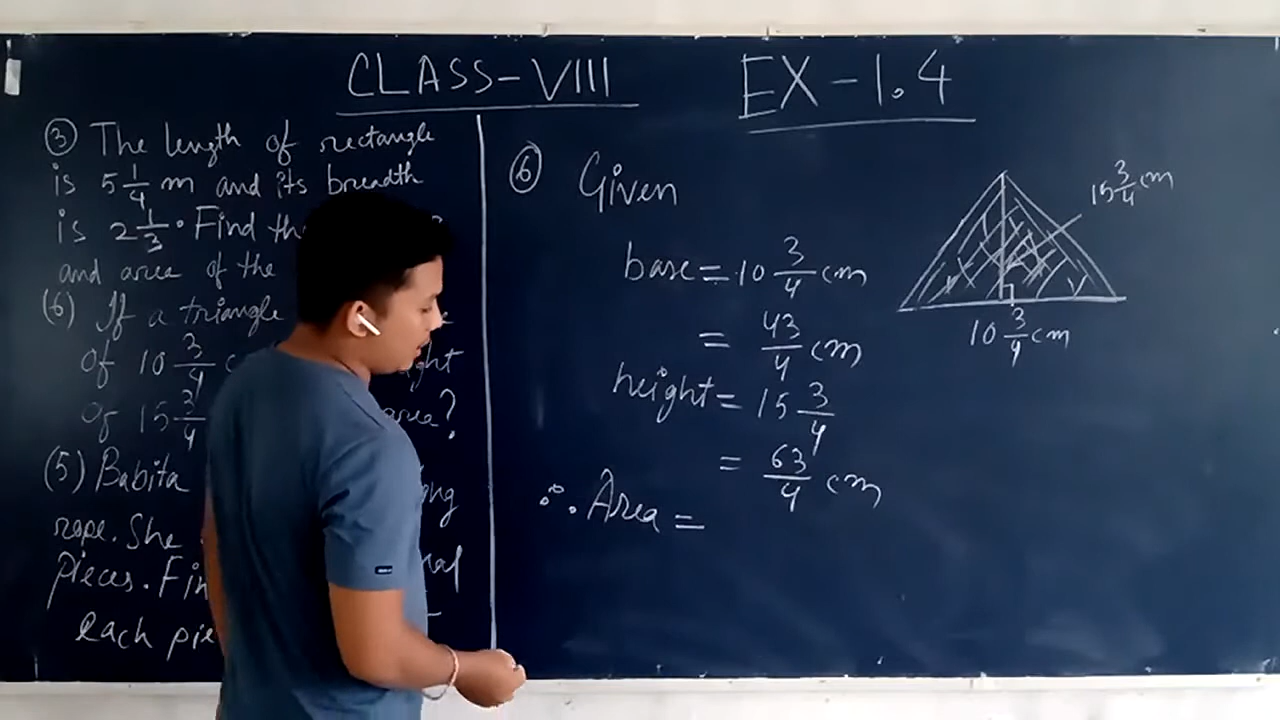 CLASS-VIII EX-1.4
③ The length of rectangle
is 5 1/4 m and its breadth
is 2 1/3. Find
and area of the
(6) If a triangle
of 10 3/4
of 15 3/4 area?
(5) Babita
rope. She
pieces.
each
⑥ Given
base = 10 3/4 cm
= 43/4 cm
height = 15 3/4
= 63/4 cm
∴ Area =
15 3/4 cm
10 3/4 cm